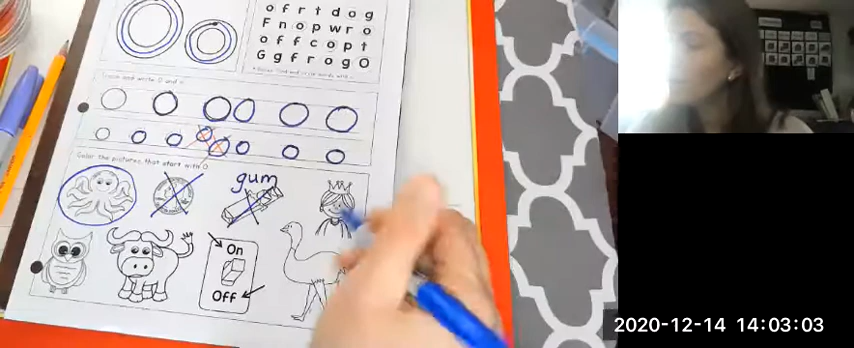 o f r t d o g
F n o p w r o
o f f c o p t
G g f r o g O
Trace and write O and o.
Color the pictures that start with O
gum
On
Off
2020-12-14 14:03:03